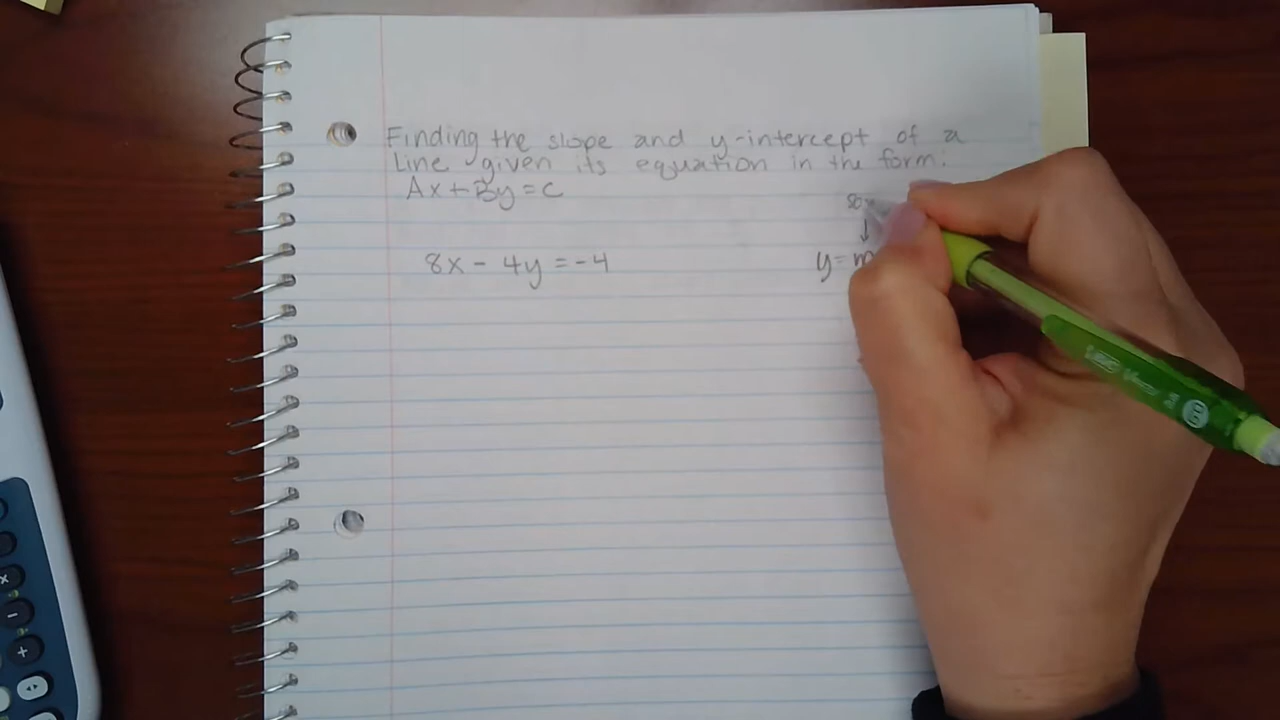 Finding the slope and y-intercept of a
Line given its equation in the form:
Ax+By=C
8x - 4y = -4
y = m